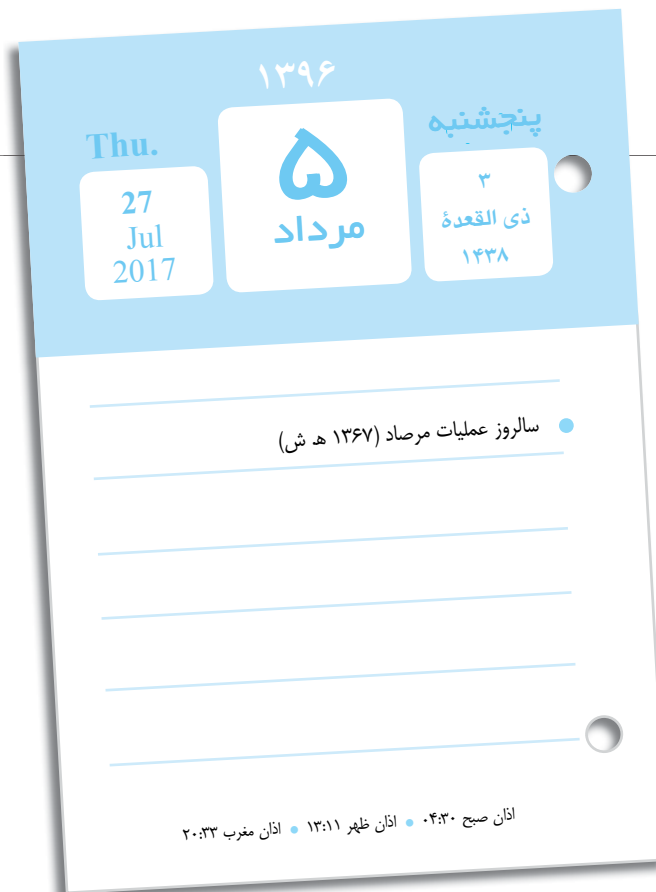 ۱۳۹۶
پنجشنبه
۳
ذی القعدهٔ
۱۴۳۸
۵
مرداد
Thu.
27
Jul
2017
سالروز عملیات مرصاد (۱۳۶۷ ه‍ ش)
اذان صبح ۰۴:۳۰ • اذان ظهر ۱۳:۱۱ • اذان مغرب ۲۰:۳۳